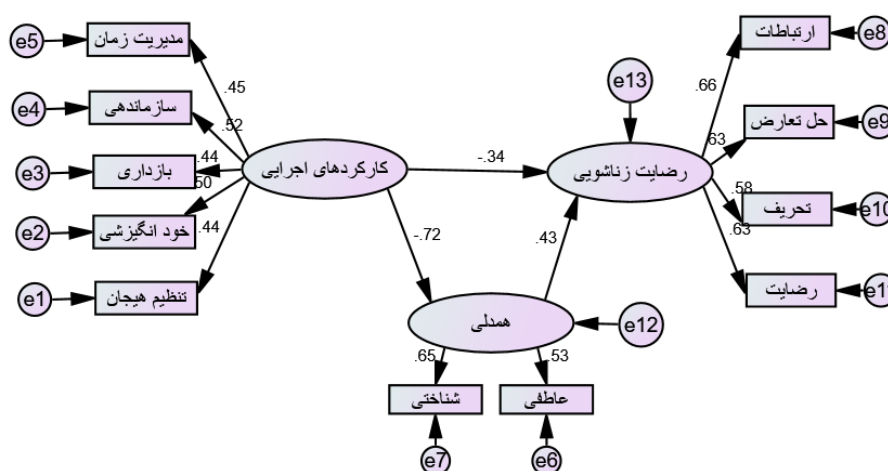 e5
مدیریت زمان
.45
e4
سازماندهی
.52
e3
بازداری
.44
e2
خود انگیزشی
.50
e1
تنظیم هیجان
.44
کارکردهای اجرایی
-.34
-.72
e13
رضایت زناشویی
.43
همدلی
e12
.65
.53
شناختی
عاطفی
e7
e6
.66
ارتباطات
e8
.63
حل تعارض
e9
.58
تحریف
e10
.63
رضایت